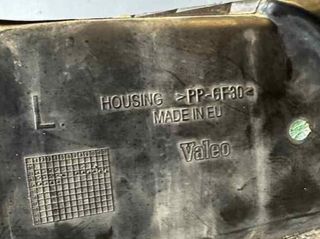 HOUSING >PP-GF30<
MADE IN EU
L.
Valeo